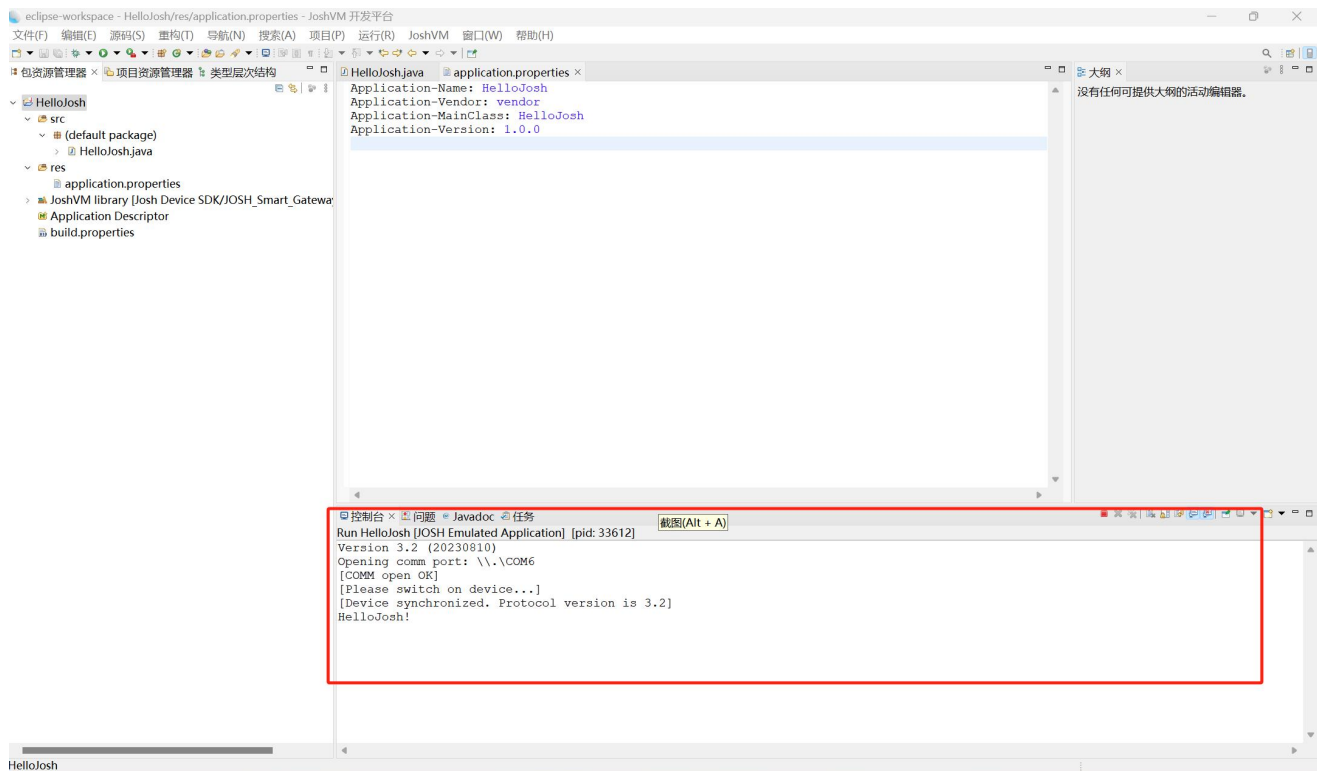 eclipse-workspace - HelloJosh/res/application.properties - JoshVM 开发平台
文件(F) 编辑(E) 源码(S) 重构(T) 导航(N) 搜索(A) 项目(P) 运行(R) JoshVM 窗口(W) 帮助(H)
包资源管理器 项目资源管理器 类型层次结构
HelloJosh
src
(default package)
HelloJosh.java
res
application.properties
JoshVM library [Josh Device SDK/JOSH_Smart_Gateway
Application Descriptor
build.properties
HelloJosh.java application.properties
Application-Name: HelloJosh
Application-Vendor: vendor
Application-MainClass: HelloJosh
Application-Version: 1.0.0
大纲
没有任何可提供大纲的活动编辑器。
控制台 问题 Javadoc 任务
截图(Alt + A)
Run HelloJosh [JOSH Emulated Application] [pid: 33612]
Version 3.2 (20230810)
Opening comm port: \\.\COM6
[COMM open OK]
[Please switch on device...]
[Device synchronized. Protocol version is 3.2]
HelloJosh!
HelloJosh